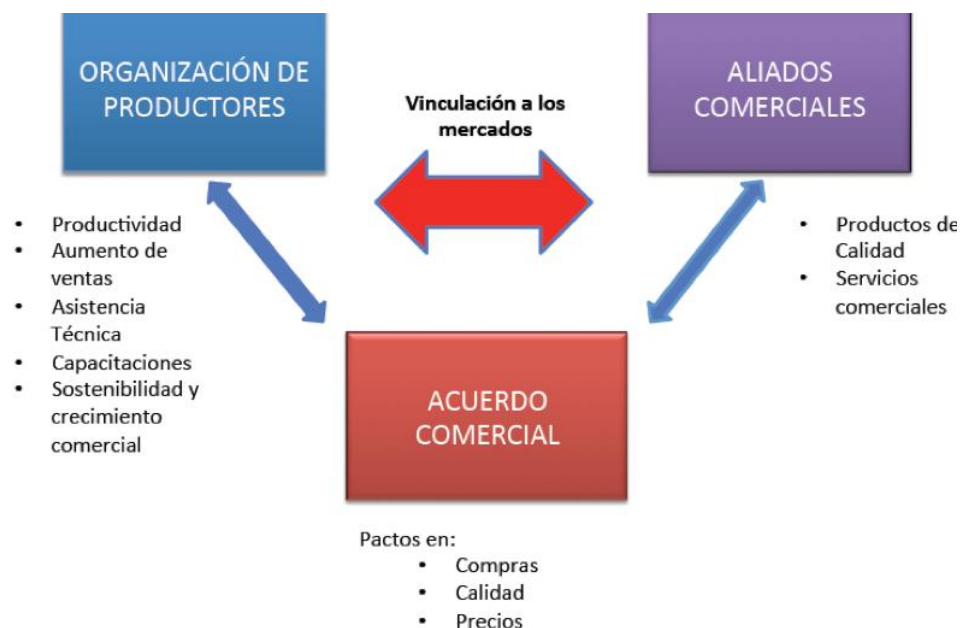 ORGANIZACIÓN DE
PRODUCTORES
Vinculación a los
mercados
ALIADOS
COMERCIALES
• Productividad
• Aumento de
ventas
• Asistencia
Técnica
• Capacitaciones
• Sostenibilidad y
crecimiento
comercial
• Productos de
Calidad
• Servicios
comerciales
ACUERDO
COMERCIAL
Pactos en:
• Compras
• Calidad
• Precios